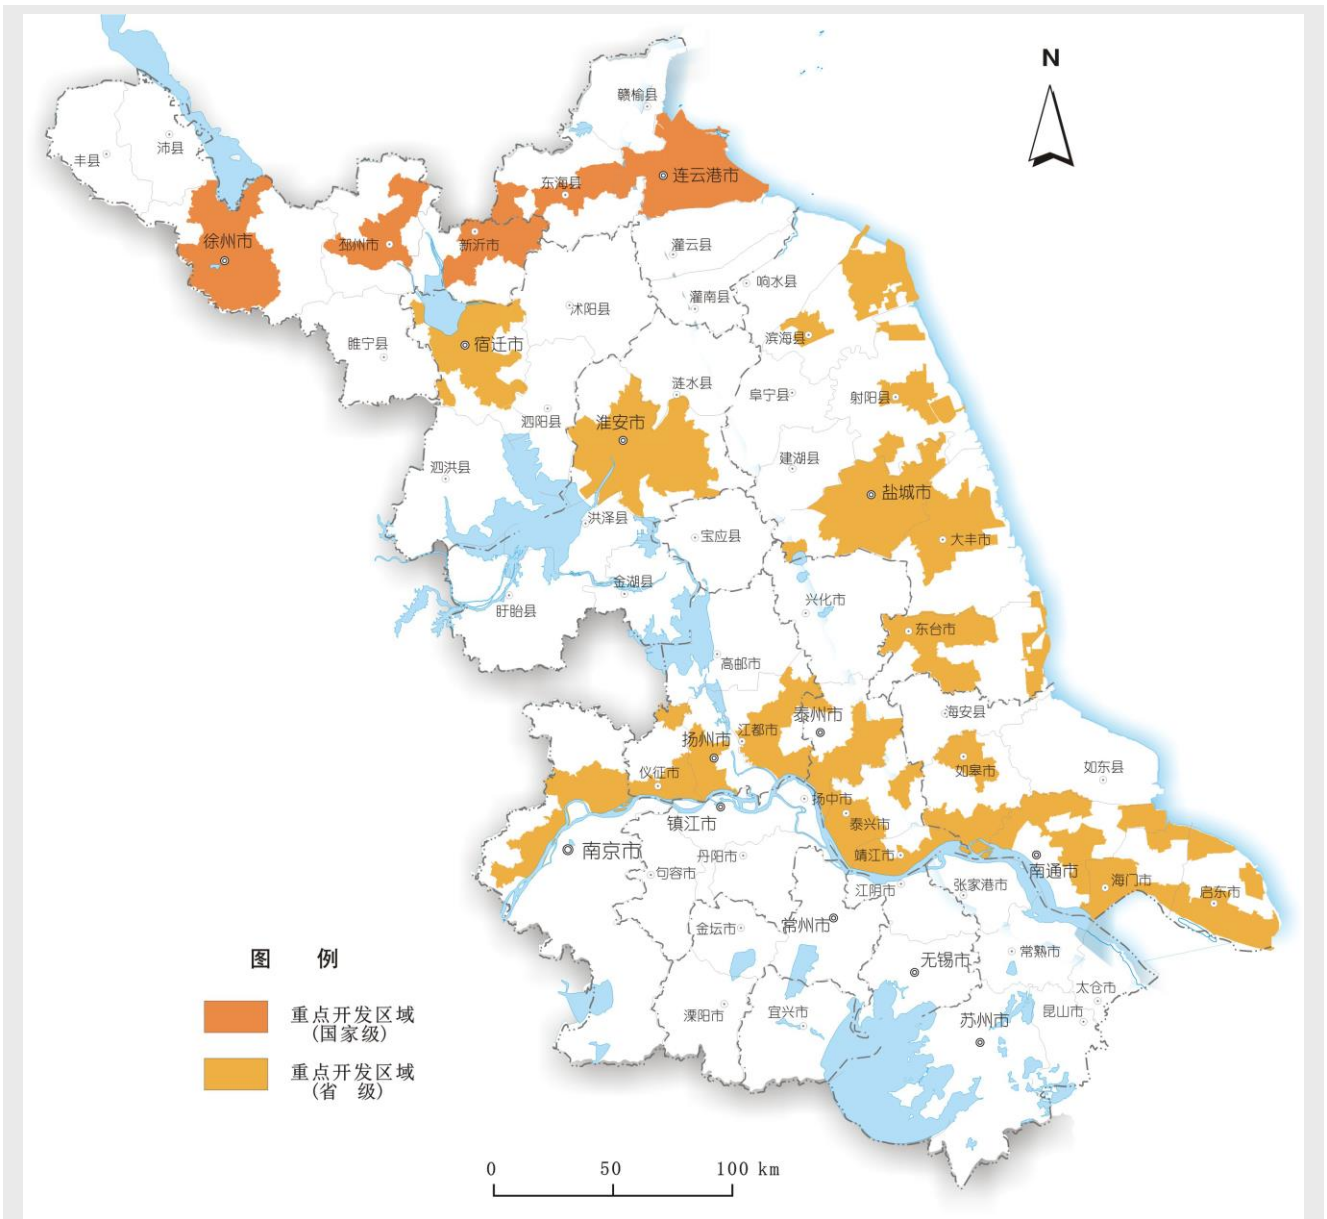 N
赣榆县
沛县
丰县
连云港市
东海县
徐州市
邳州市
新沂市
灌云县
响水县
灌南县
沭阳县
滨海县
睢宁县
宿迁市
涟水县
阜宁县
射阳县
泗阳县
淮安市
建湖县
泗洪县
盐城市
洪泽县
宝应县
大丰市
金湖县
盱眙县
兴化市
东台市
高邮市
海安县
泰州市
江都市
扬州市
仪征市
如皋市
如东县
扬中市
镇江市
泰兴市
南京市
丹阳市
靖江市
南通市
句容市
江阴市
张家港市
海门市
启东市
金坛市
常州市
无锡市
常熟市
太仓市
溧阳市
宜兴市
苏州市
昆山市
图 例
重点开发区域
(国家级)
重点开发区域
(省 级)
0 50 100 km